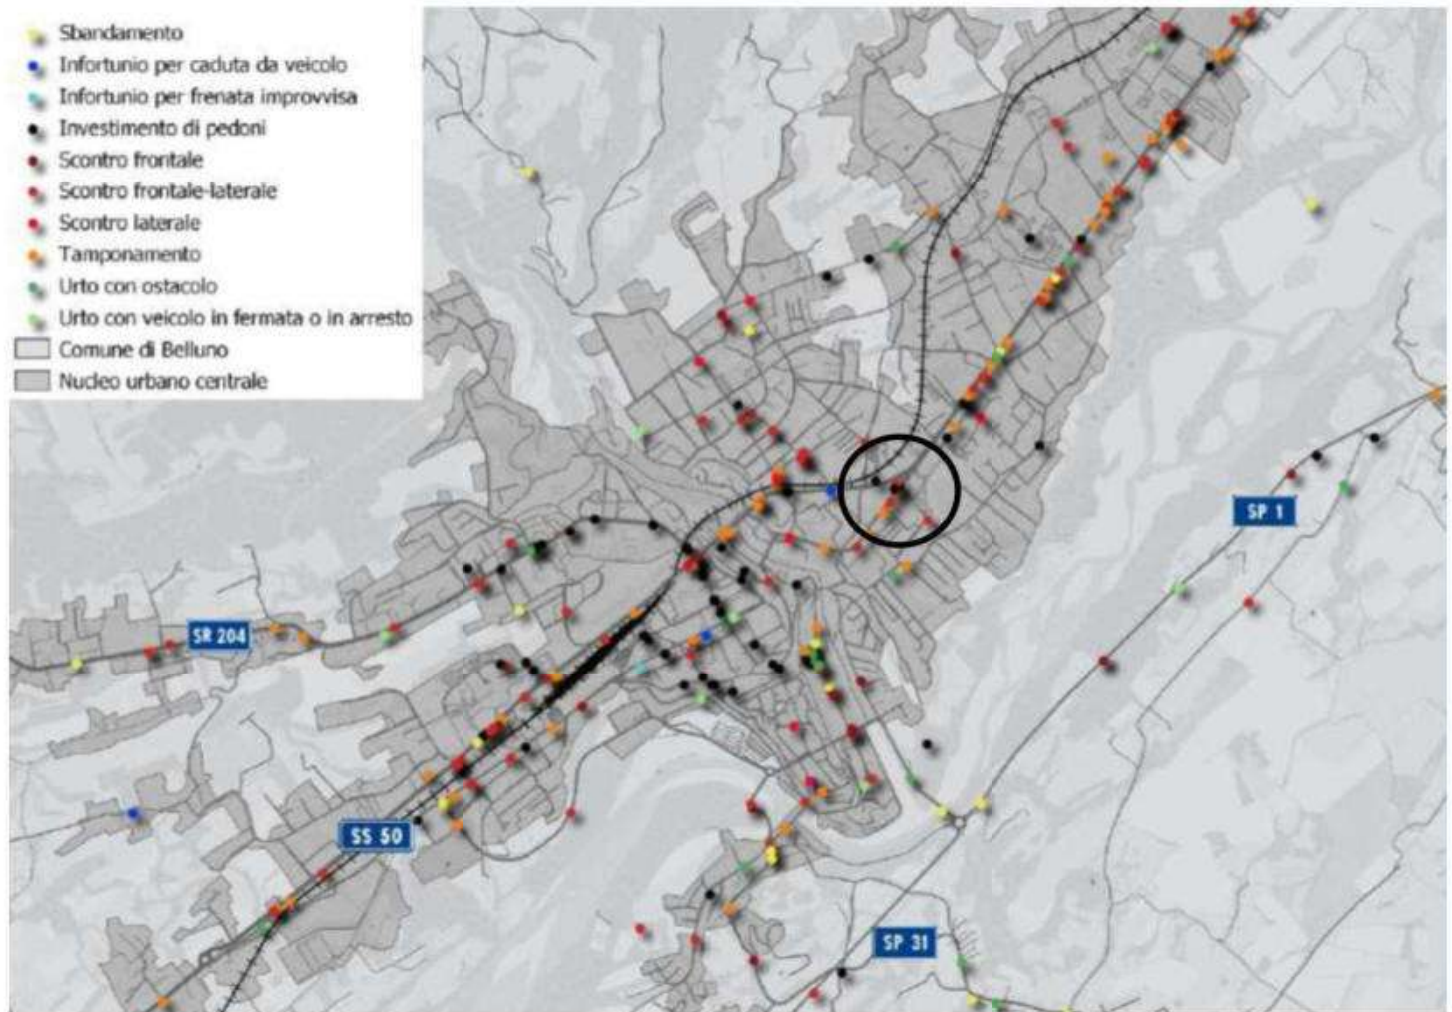 Sbandamento
Infortunio per caduta da veicolo
Infortunio per frenata improvvisa
Investimento di pedoni
Scontro frontale
Scontro frontale-laterale
Scontro laterale
Tamponamento
Urto con ostacolo
Urto con veicolo in fermata o in arresto
Comune di Belluno
Nucleo urbano centrale
SP 1
SR 204
SS 50
SP 31